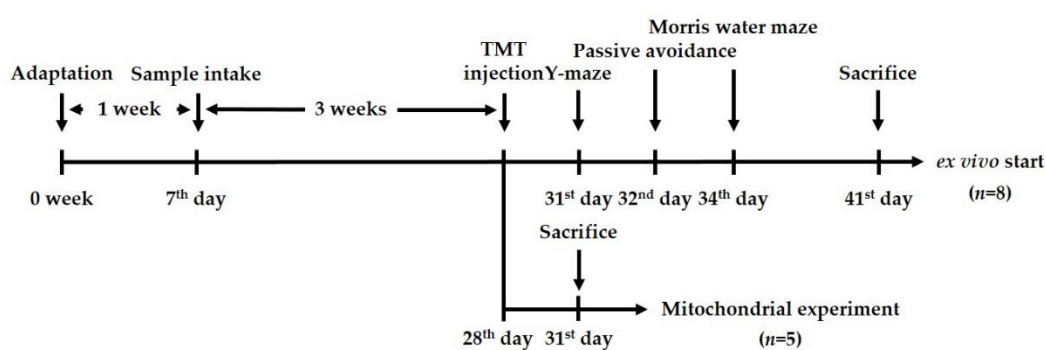 Morris water maze
TMT Passive avoidance
Adaptation Sample intake injection Y-maze Sacrifice
1 week 3 weeks
ex vivo start
0 week 7th day 31st day 32nd day 34th day 41st day (n=8)
Sacrifice
Mitochondrial experiment
28th day 31st day (n=5)